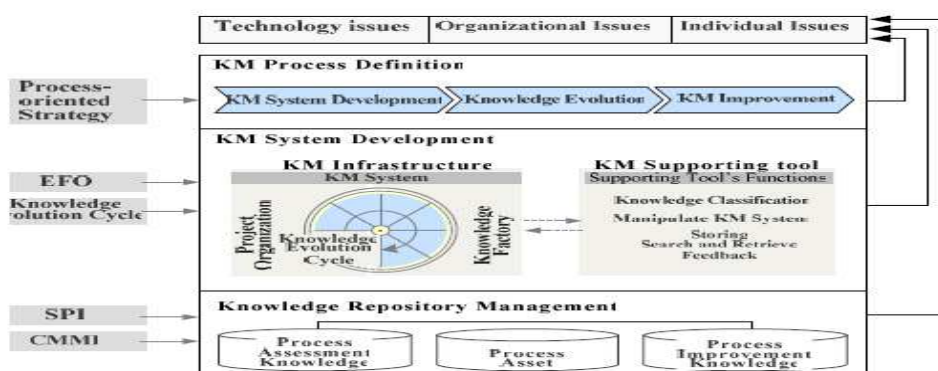 Technology issues
Organizational Issues
Individual Issues
KM Process Definition
Process-
oriented
Strategy
KM System Development
Knowledge Evolution
KM Improvement
KM System Development
KM Infrastructure
KM Supporting tool
KM System
Supporting Tool's Functions
EFO
Knowledge
volution Cycle
Project
Organization
Knowledge
Evolution
Cycle
Knowledge
Factory
Knowledge Classification
Manipulate KM System
Storing
Search and Retrieve
Feedback
Knowledge Repository Management
SPI
CMMI
Process
Assessment
Knowledge
Process
Asset
Process
Improvement
Knowledge